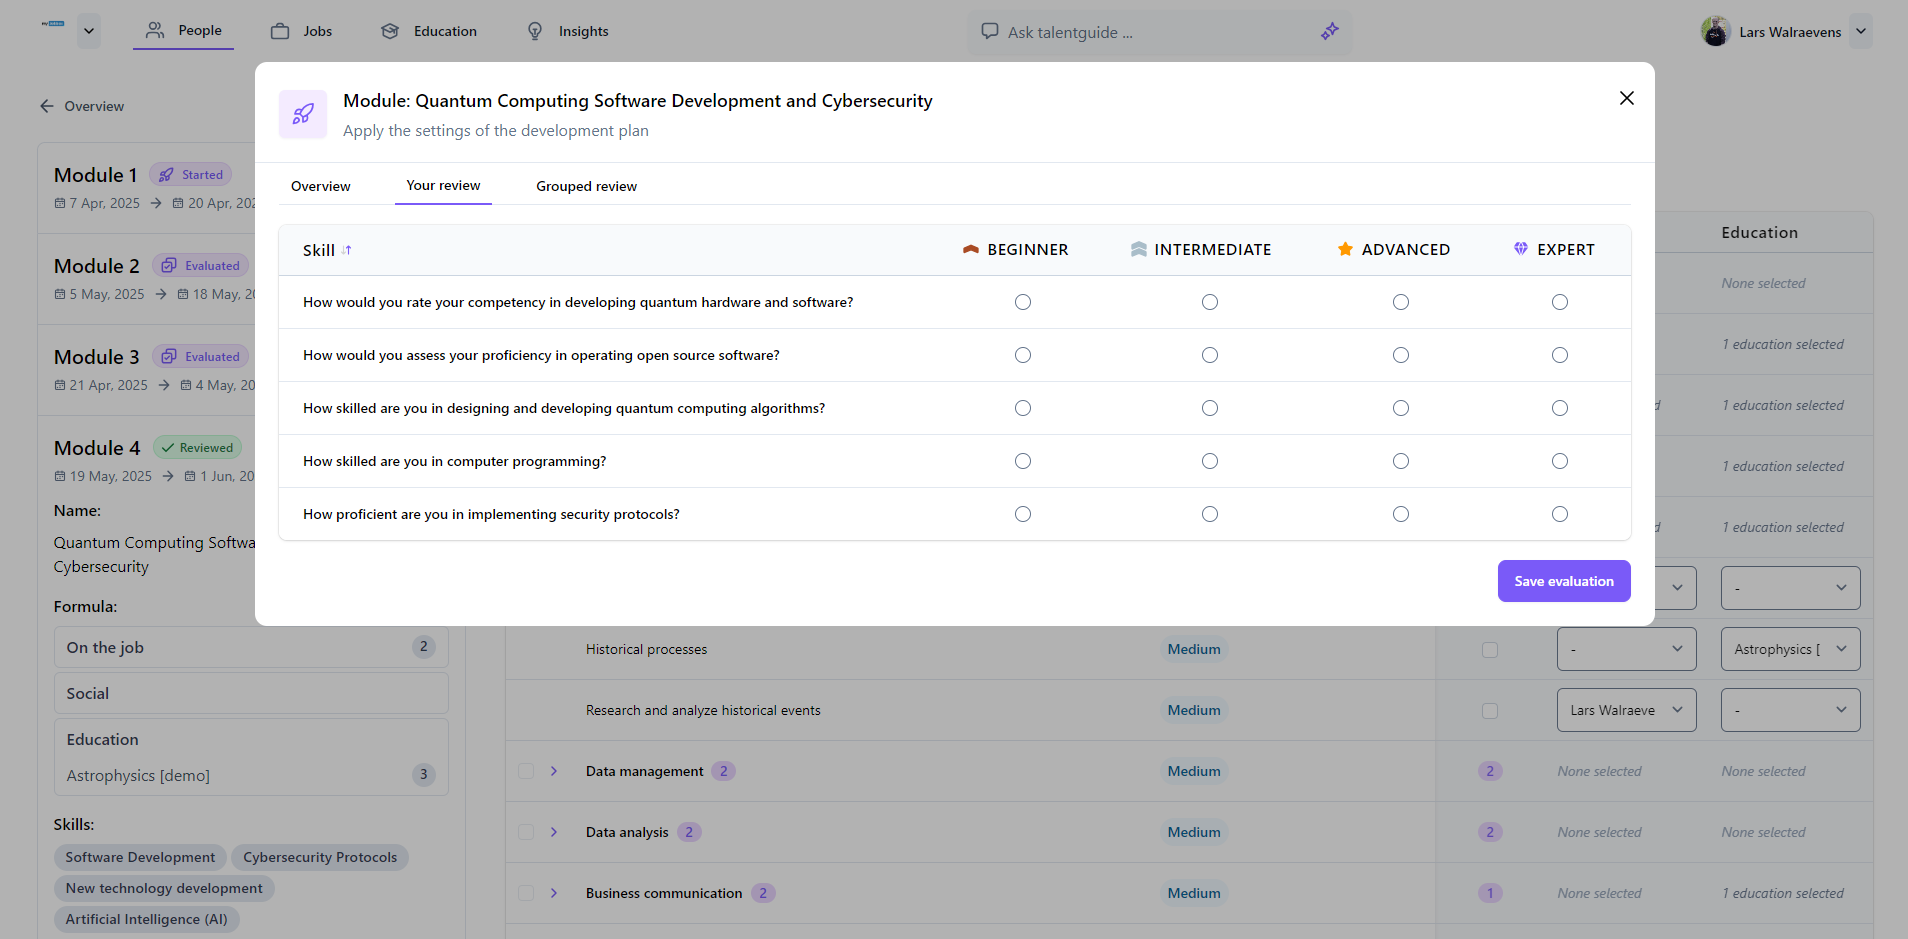 People
Jobs
Education
Insights
Ask talentguide ...
Lars Walraevens
Overview
Module 1 Started
7 Apr, 2025 → 20 Apr, 202
Module 2 Evaluated
5 May, 2025 → 18 May, 20
Module 3 Evaluated
21 Apr, 2025 → 4 May, 20
Module 4 Reviewed
19 May, 2025 → 1 Jun, 20
Name:
Quantum Computing Softwa
Cybersecurity
Formula:
On the job 2
Social
Education
Astrophysics [demo] 3
Skills:
Software Development Cybersecurity Protocols
New technology development
Artificial Intelligence (AI)
Module: Quantum Computing Software Development and Cybersecurity
Apply the settings of the development plan
Overview Your review Grouped review
Skill BEGINNER INTERMEDIATE ADVANCED EXPERT
How would you rate your competency in developing quantum hardware and software?
How would you assess your proficiency in operating open source software?
How skilled are you in designing and developing quantum computing algorithms?
How skilled are you in computer programming?
How proficient are you in implementing security protocols?
Save evaluation
Education
None selected
1 education selected
d 1 education selected
1 education selected
d 1 education selected
-
Historical processes Medium - Astrophysics [
Research and analyze historical events Medium Lars Walraeve -
Data management 2 Medium 2 None selected None selected
Data analysis 2 Medium 2 None selected None selected
Business communication 2 Medium 1 None selected 1 education selected